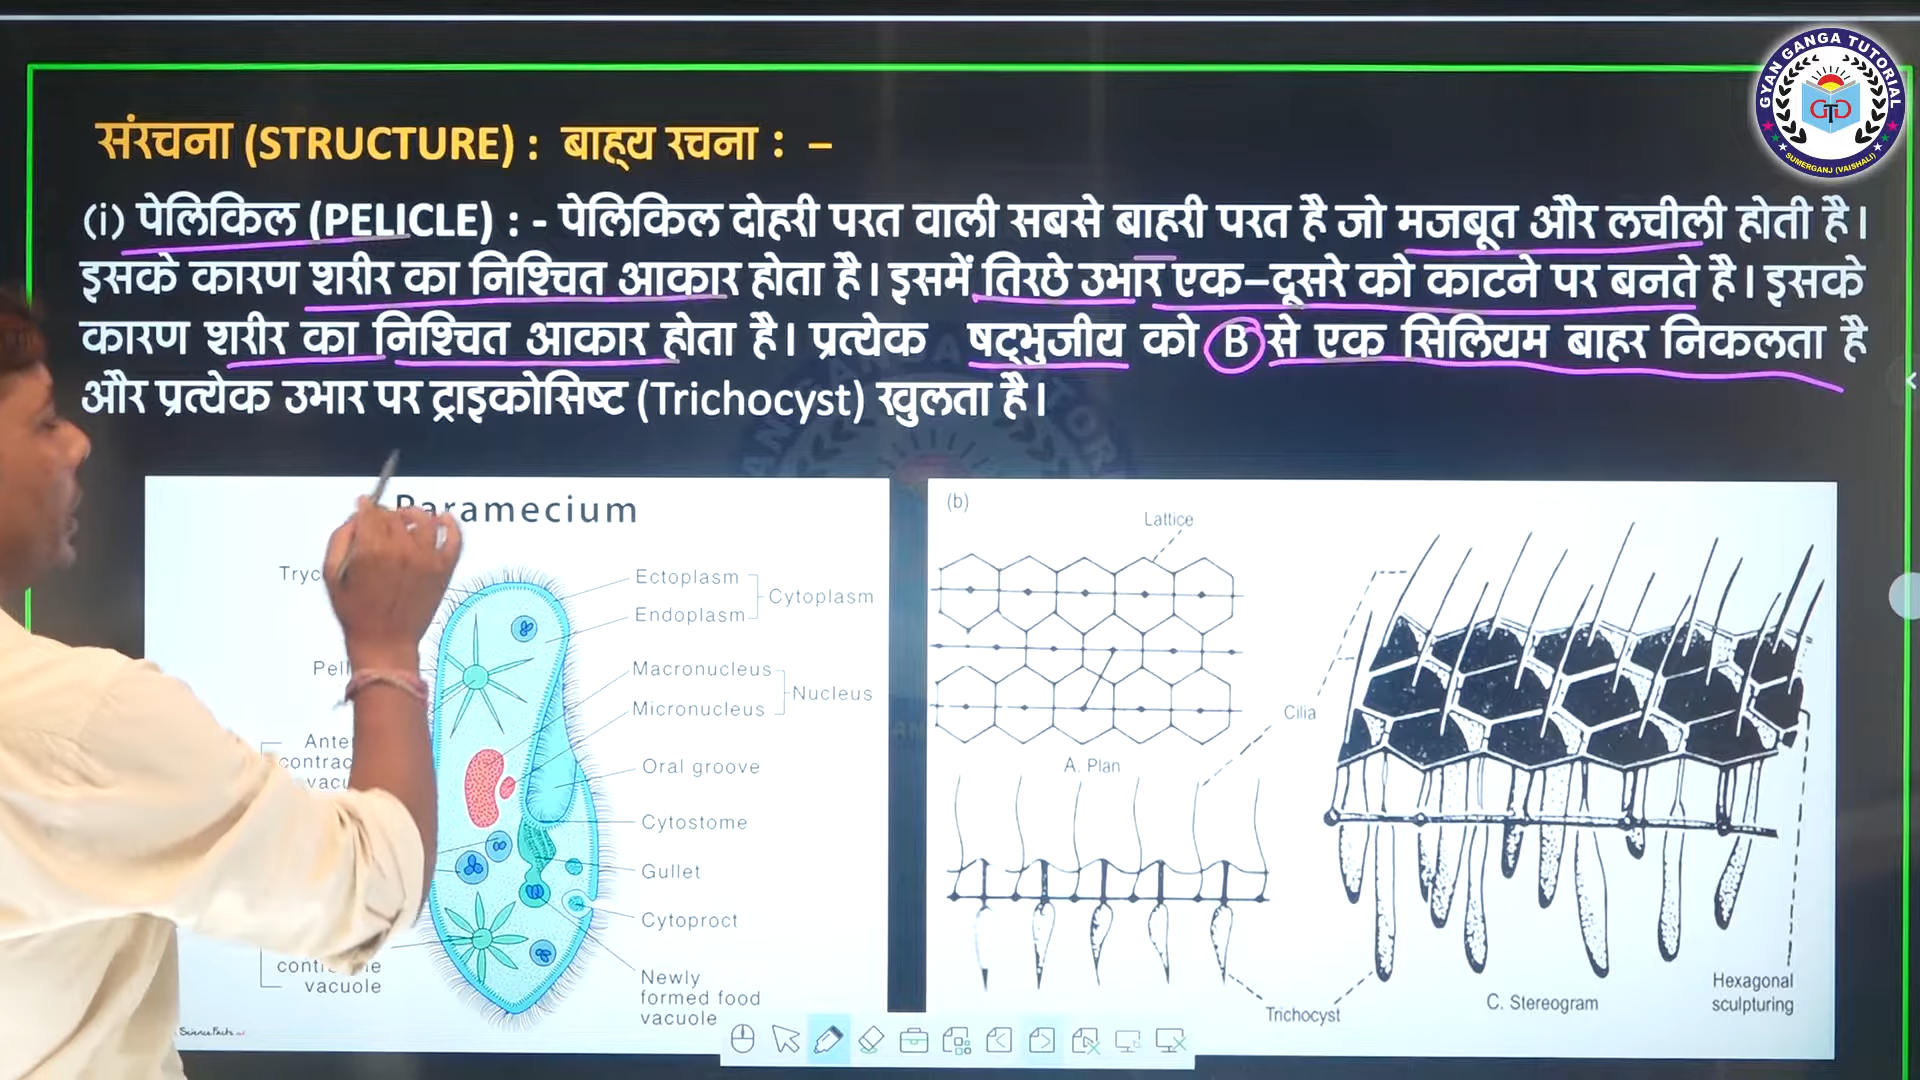 GYAN GANGA TUTORIAL
GTD
SUMERGANJ (VAISHALI)
संरचना (STRUCTURE) : बाह्य रचना : –
(i) पेलिकिल (PELICLE) : - पेलिकिल दोहरी परत वाली सबसे बाहरी परत है जो मजबूत और लचीली होती है।
इसके कारण शरीर का निश्चित आकार होता है। इसमें तिरछे उभार एक–दूसरे को काटने पर बनते है। इसके
कारण शरीर का निश्चित आकार होता है। प्रत्येक षट्भुजीय को B से एक सिलियम बाहर निकलता है
और प्रत्येक उभार पर ट्राइकोसिष्ट (Trichocyst) खुलता है।
Paramecium
Ectoplasm
Cytoplasm
Endoplasm
Macronucleus
Nucleus
Micronucleus
Oral groove
Cytostome
Gullet
Cytoproct
Newly
formed food
vacuole
vacuole
(b)
Lattice
Cilia
A. Plan
Trichocyst
C. Stereogram
Hexagonal
sculpturing